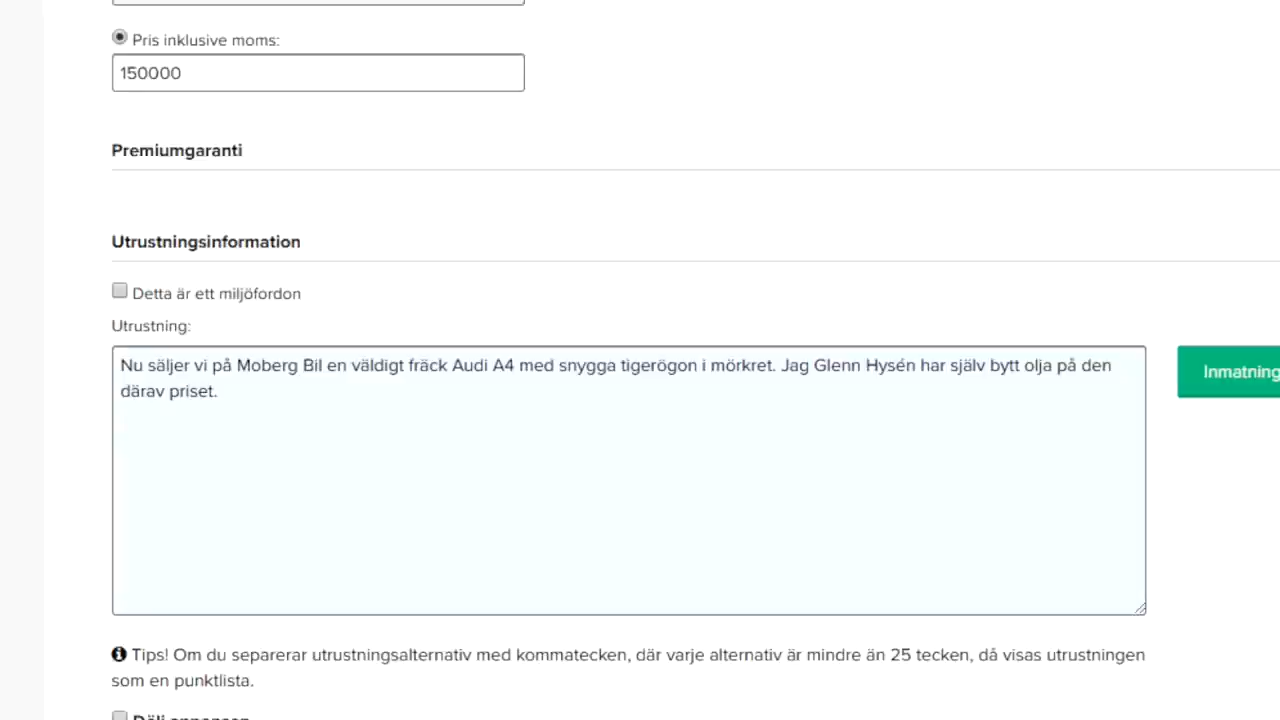 Pris inklusive moms:
150000
Premiumgaranti
Utrustningsinformation
Detta är ett miljöfordon
Utrustning:
Nu säljer vi på Moberg Bil en väldigt fräck Audi A4 med snygga tigerögon i mörkret. Jag Glenn Hysén har själv bytt olja på den
därav priset.
Inmatning
Tips! Om du separerar utrustningsalternativ med kommatecken, där varje alternativ är mindre än 25 tecken, då visas utrustningen
som en punktlista.